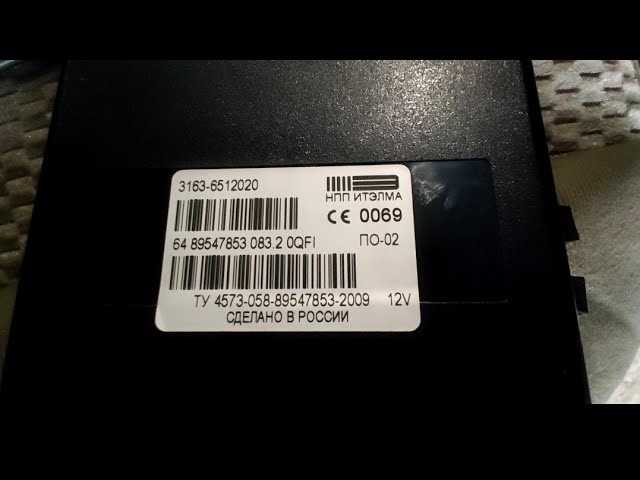 3163-6512020
НПП ИТЭЛМА
CE 0069
64 89547853 083.2 0QFI
ПО-02
ТУ 4573-058-89547853-2009 12V
СДЕЛАНО В РОССИИ